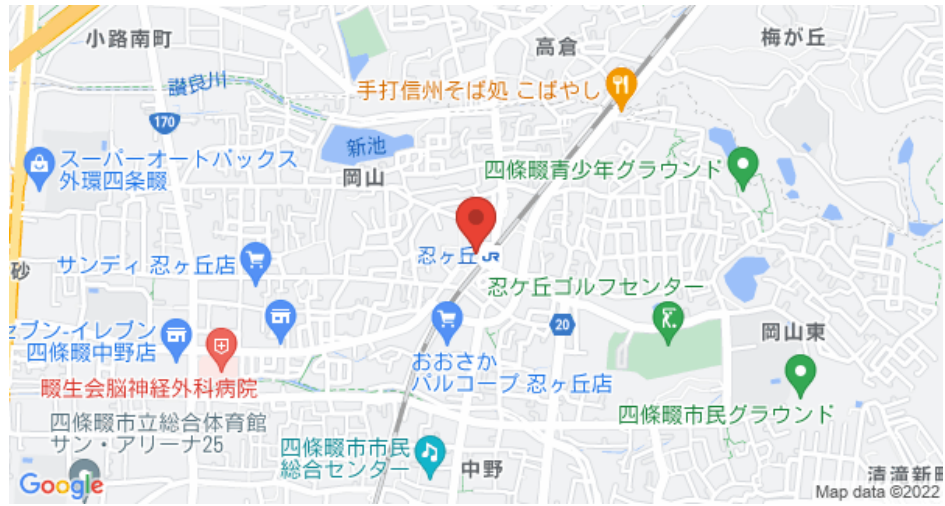 小路南町
高倉
梅が丘
讃良川
手打信州そば処 こばやし
170
新池
スーパーオートバックス
外環四条畷
岡山
四條畷青少年グラウンド
忍ヶ丘
JR
砂
サンディ 忍ヶ丘店
忍ケ丘ゴルフセンター
20
岡山東
ブン-イレブン
四條畷中野店
おおさか
パルコープ 忍ヶ丘店
畷生会脳神経外科病院
四條畷市民グラウンド
四條畷市立総合体育館
サン・アリーナ25
四條畷市市民
総合センター
中野
清滝新町
Google
Map data ©2022